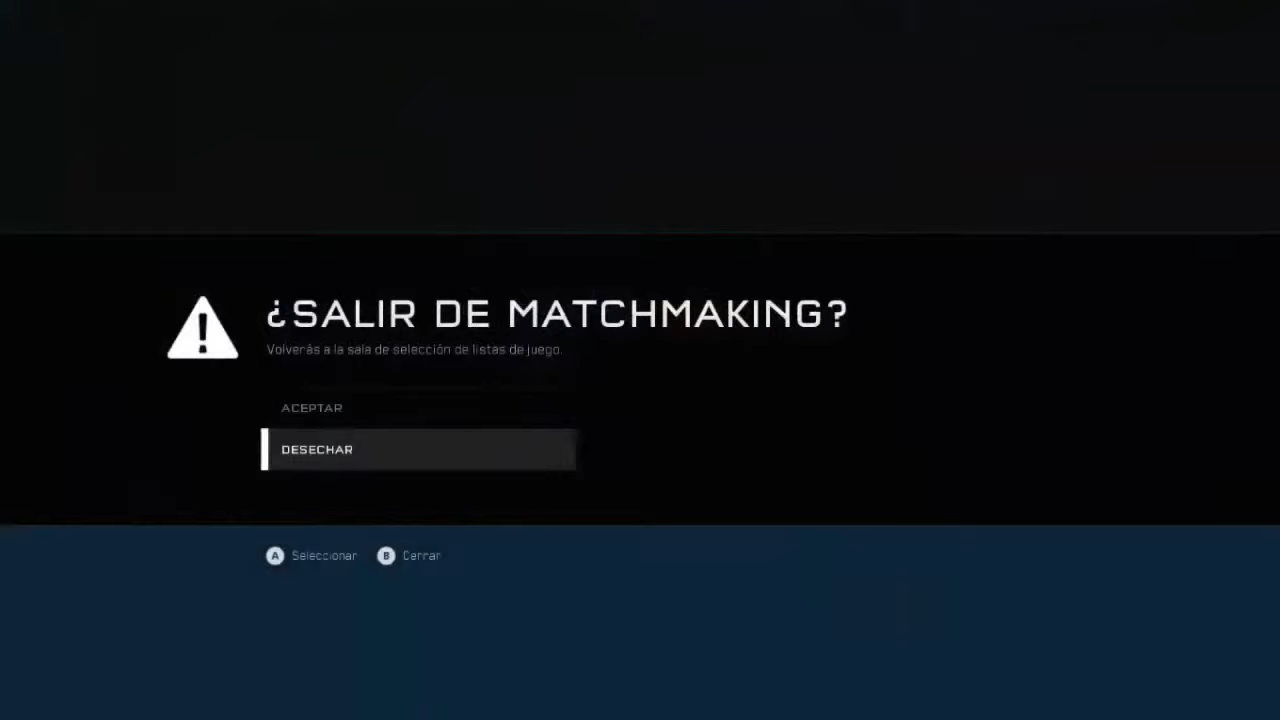 ¿SALIR DE MATCHMAKING?
Volverás a la sala de selección de listas de juego.
ACEPTAR
DESECHAR
A Seleccionar B Cerrar